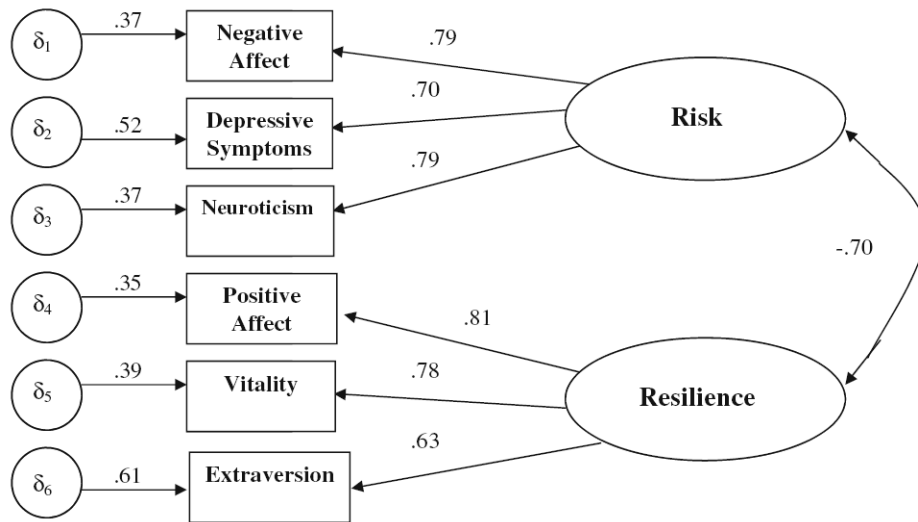 δ1 .37 Negative Affect .79
δ2 .52 Depressive Symptoms .70
Risk
δ3 .37 Neuroticism .79
-.70
δ4 .35 Positive Affect .81
δ5 .39 Vitality .78
Resilience
δ6 .61 Extraversion .63